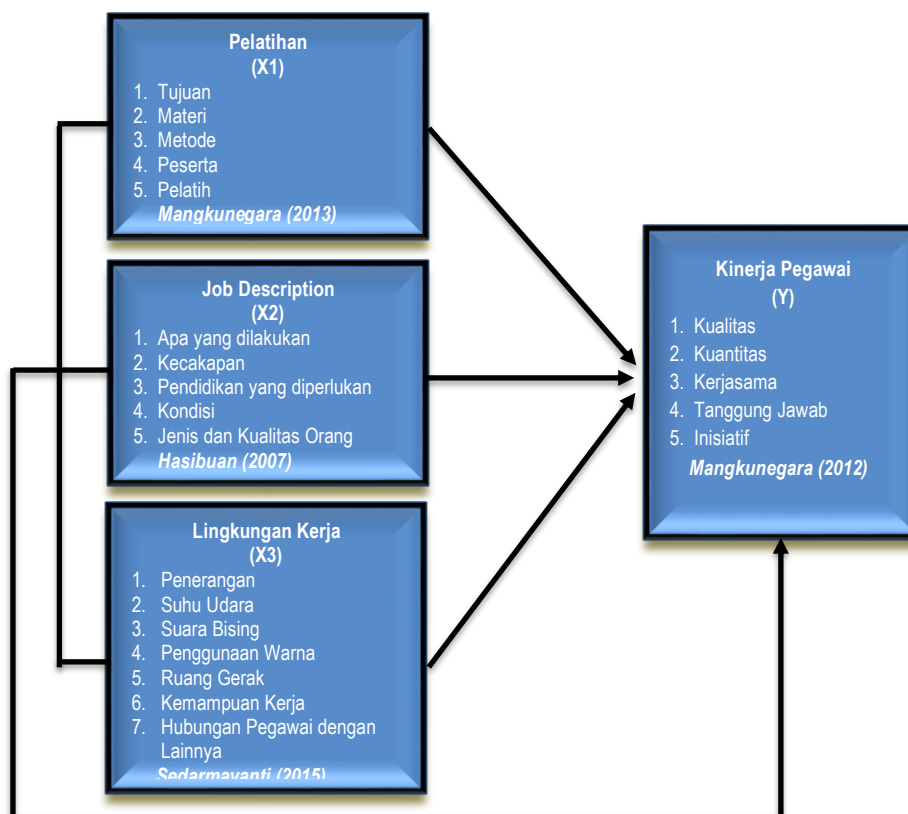 Pelatihan
(X1)
1. Tujuan
2. Materi
3. Metode
4. Peserta
5. Pelatih
Mangkunegara (2013)
Job Description
(X2)
1. Apa yang dilakukan
2. Kecakapan
3. Pendidikan yang diperlukan
4. Kondisi
5. Jenis dan Kualitas Orang
Hasibuan (2007)
Lingkungan Kerja
(X3)
1. Penerangan
2. Suhu Udara
3. Suara Bising
4. Penggunaan Warna
5. Ruang Gerak
6. Kemampuan Kerja
7. Hubungan Pegawai dengan
Lainnya
Sedarmayanti (2015)
Kinerja Pegawai
(Y)
1. Kualitas
2. Kuantitas
3. Kerjasama
4. Tanggung Jawab
5. Inisiatif
Mangkunegara (2012)